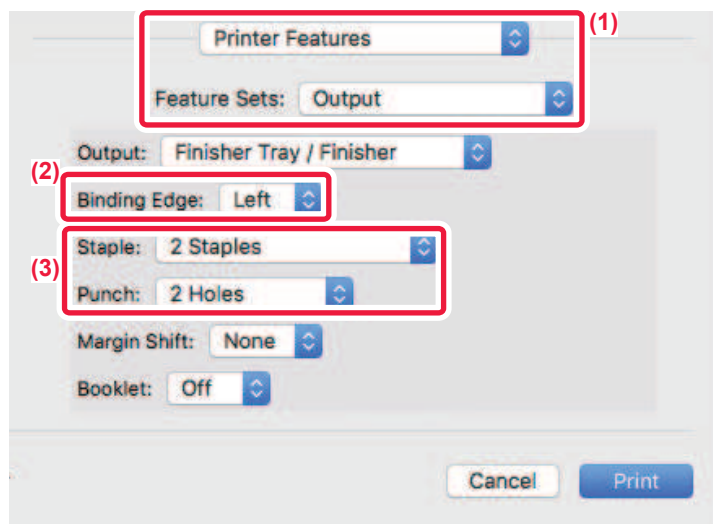 (1)
Printer Features
Feature Sets: Output
Output: Finisher Tray / Finisher
(2)
Binding Edge: Left
(3)
Staple: 2 Staples
Punch: 2 Holes
Margin Shift: None
Booklet: Off
Cancel Print